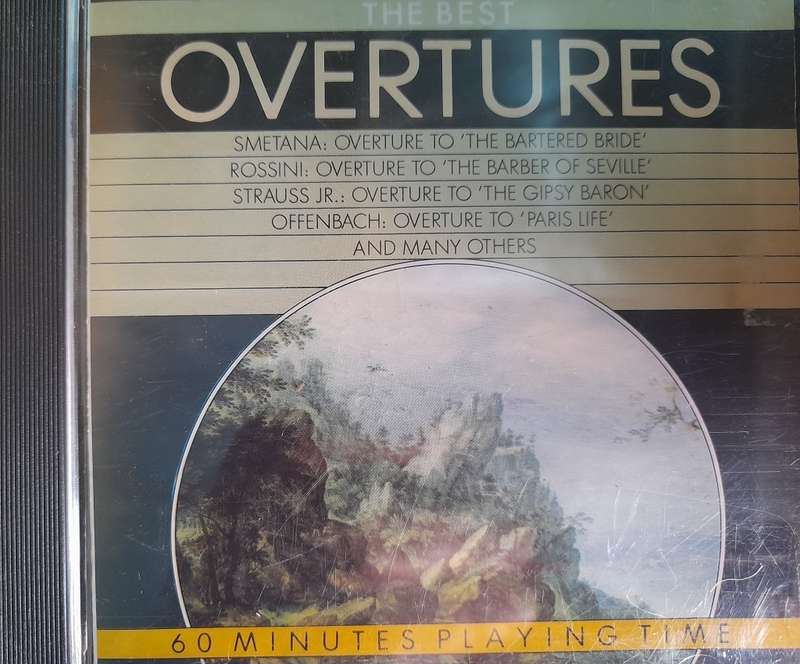 THE BEST
OVERTURES
SMETANA: OVERTURE TO 'THE BARTERED BRIDE'
ROSSINI: OVERTURE TO 'THE BARBER OF SEVILLE'
STRAUSS JR.: OVERTURE TO 'THE GIPSY BARON'
OFFENBACH: OVERTURE TO 'PARIS LIFE'
AND MANY OTHERS
60 MINUTES PLAYING TIME